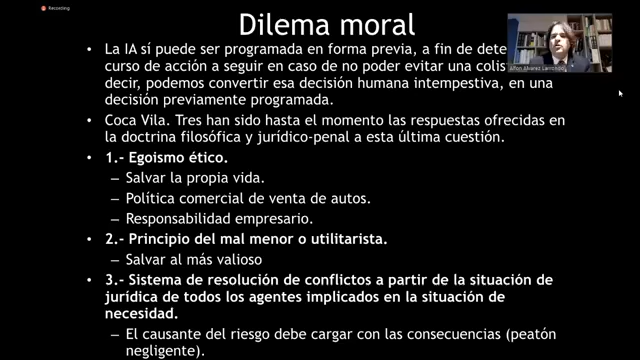 Recording
Dilema moral
• La IA sí puede ser programada en forma previa, a fin de dete
curso de acción a seguir en caso de no poder evitar una colis
decir, podemos convertir esa decisión humana intempestiva, en una
decisión previamente programada.
• Coca Vila. Tres han sido hasta el momento las respuestas ofrecidas en
la doctrina filosófica y jurídico-penal a esta última cuestión.
• 1.- Egoismo ético.
– Salvar la propia vida.
– Política comercial de venta de autos.
– Responsabilidad empresario.
• 2.- Principio del mal menor o utilitarista.
– Salvar al más valioso
• 3.- Sistema de resolución de conflictos a partir de la situación de
jurídica de todos los agentes implicados en la situación de
necesidad.
– El causante del riesgo debe cargar con las consecuencias (peatón
negligente).